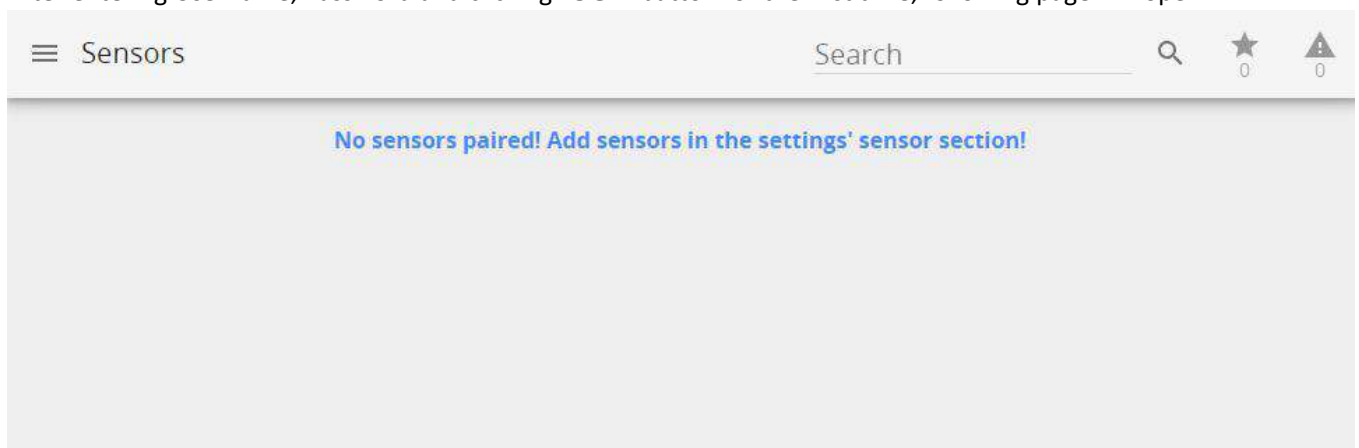 Sensors
Search
0
0
No sensors paired! Add sensors in the settings' sensor section!